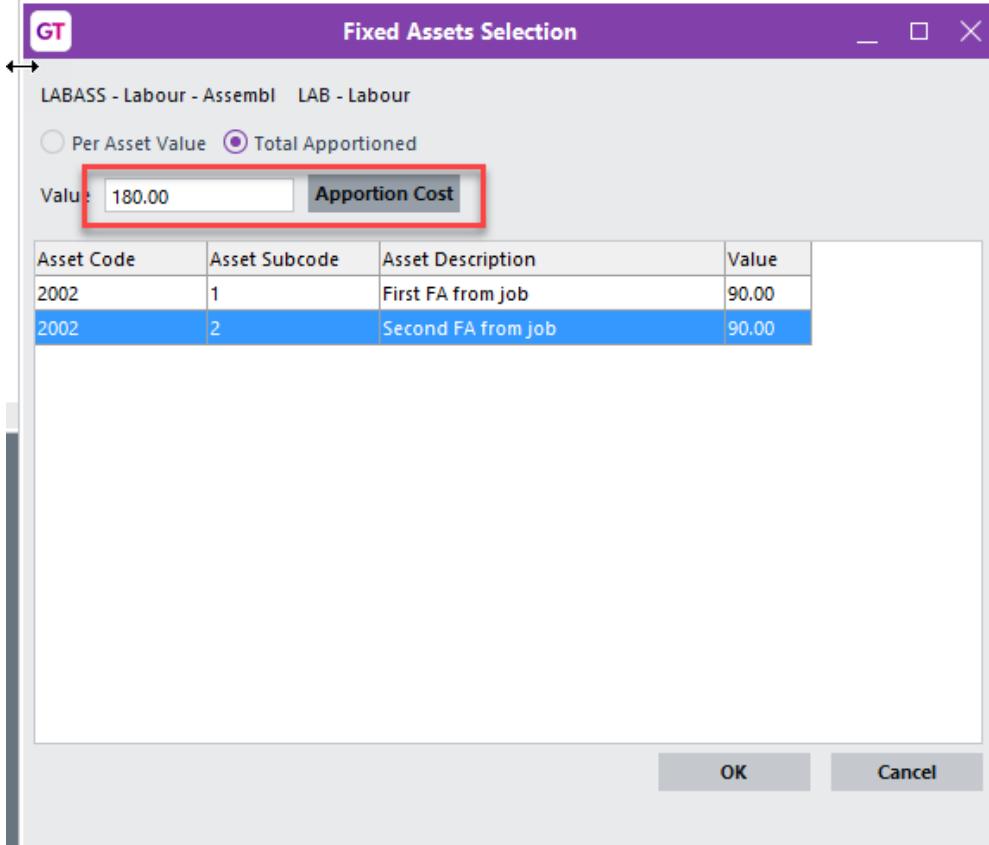 GT Fixed Assets Selection
LABASS - Labour - Assembl LAB - Labour
Per Asset Value Total Apportioned
Value 180.00 Apportion Cost
Asset Code Asset Subcode Asset Description Value
2002 1 First FA from job 90.00
2002 2 Second FA from job 90.00
OK Cancel